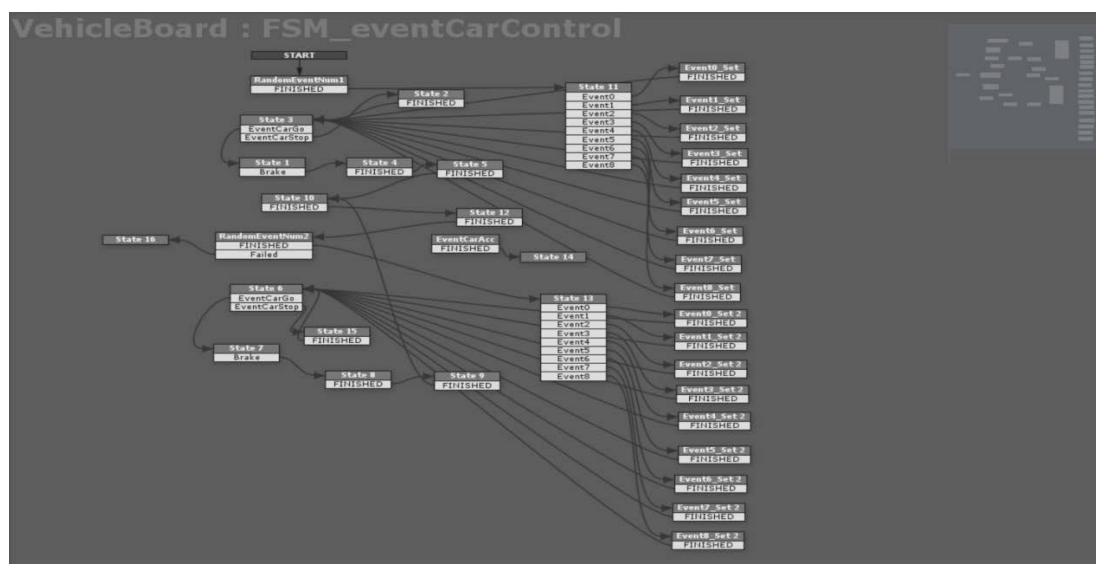 VehicleBoard : FSM_eventCarControl
START
RandomEventNum1
FINISHED
State 2
FINISHED
State 3
EventCarGo
EventCarStop
State 1
Brake
State 4
FINISHED
State 5
FINISHED
State 11
Event0
Event1
Event2
Event3
Event4
Event5
Event6
Event7
Event8
Event0_Set
FINISHED
Event1_Set
FINISHED
Event2_Set
FINISHED
Event3_Set
FINISHED
Event4_Set
FINISHED
Event5_Set
FINISHED
Event6_Set
FINISHED
Event7_Set
FINISHED
Event8_Set
FINISHED
State 10
FINISHED
State 12
FINISHED
State 16
RandomEventNum2
FINISHED
Failed
EventCarAcc
FINISHED
State 14
State 6
EventCarGo
EventCarStop
State 15
FINISHED
State 7
Brake
State 8
FINISHED
State 9
FINISHED
State 13
Event0
Event1
Event2
Event3
Event4
Event5
Event6
Event7
Event8
Event0_Set 2
FINISHED
Event1_Set 2
FINISHED
Event2_Set 2
FINISHED
Event3_Set 2
FINISHED
Event4_Set 2
FINISHED
Event5_Set 2
FINISHED
Event6_Set 2
FINISHED
Event7_Set 2
FINISHED
Event8_Set 2
FINISHED